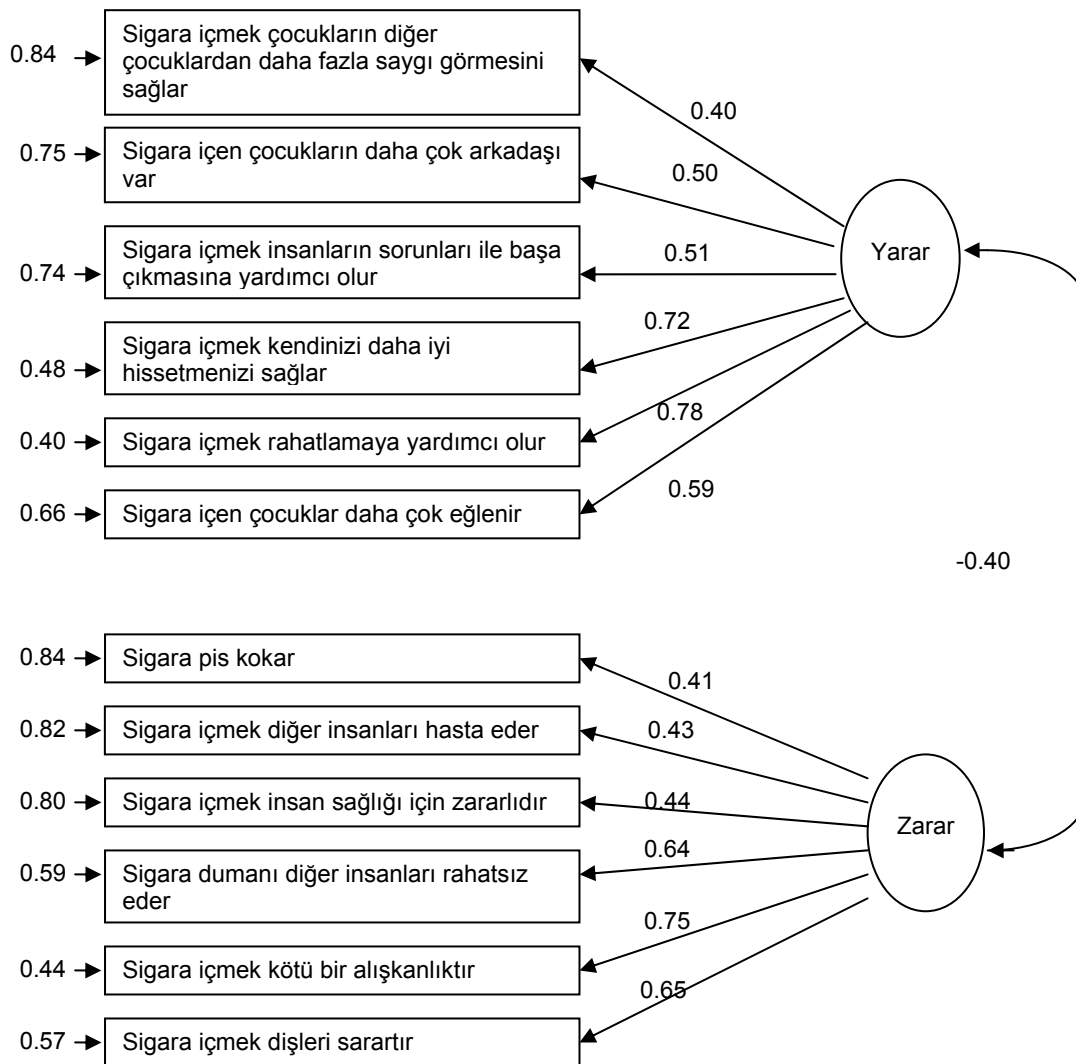 0.84
Sigara içmek çocukların diğer
çocuklardan daha fazla saygı görmesini
sağlar
0.40
0.75
Sigara içen çocukların daha çok arkadaşı
var
0.50
0.74
Sigara içmek insanların sorunları ile başa
çıkmasına yardımcı olur
0.51
Yarar
0.48
Sigara içmek kendinizi daha iyi
hissetmenizi sağlar
0.72
0.40
Sigara içmek rahatlamaya yardımcı olur
0.78
0.66
Sigara içen çocuklar daha çok eğlenir
0.59
-0.40
0.84
Sigara pis kokar
0.41
0.82
Sigara içmek diğer insanları hasta eder
0.43
0.80
Sigara içmek insan sağlığı için zararlıdır
0.44
Zarar
0.59
Sigara dumanı diğer insanları rahatsız
eder
0.64
0.44
Sigara içmek kötü bir alışkanlıktır
0.75
0.57
Sigara içmek dişleri sarartır
0.65